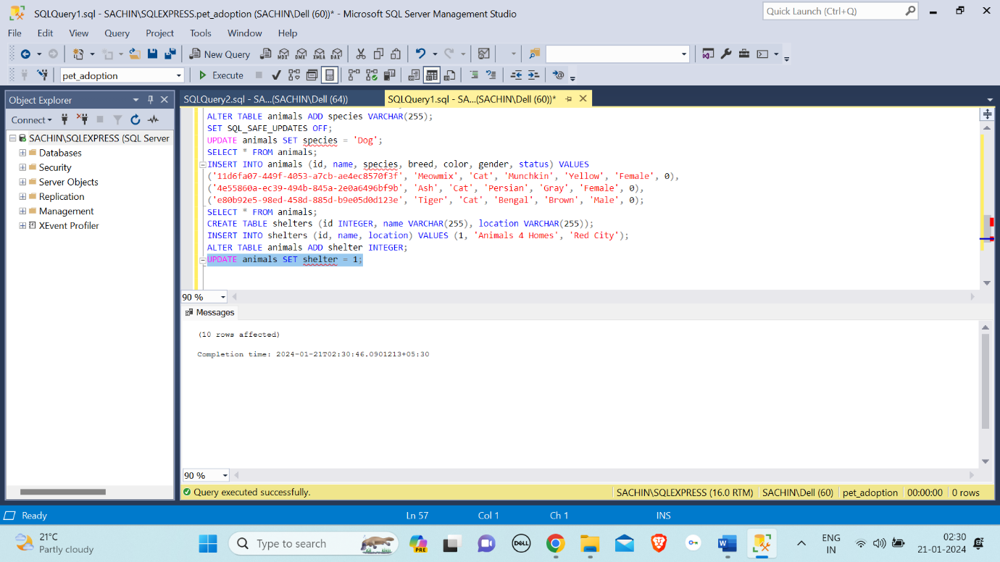 SQLQuery1.sql - SACHIN\SQLEXPRESS.pet_adoption (SACHIN\Dell (60))* - Microsoft SQL Server Management Studio
Quick Launch (Ctrl+Q)
File Edit View Query Project Tools Window Help
New Query
MDX DMX XMLA DAX
pet_adoption
Execute
Object Explorer
SQLQuery2.sql - SA...(SACHIN\Dell (64))
SQLQuery1.sql - SA...(SACHIN\Dell (60))*
Connect
SACHIN\SQLEXPRESS (SQL Server
Databases
Security
Server Objects
Replication
Management
XEvent Profiler
ALTER TABLE animals ADD species VARCHAR(255);
SET SQL_SAFE_UPDATES OFF;
UPDATE animals SET species = 'Dog';
SELECT * FROM animals;
INSERT INTO animals (id, name, species, breed, color, gender, status) VALUES
('11d6fa07-449f-4053-a7cb-ae4ec8570f3f', 'Meowmix', 'Cat', 'Munchkin', 'Yellow', 'Female', 0),
('4e55860a-ec39-494b-845a-2e0a6496bf9b', 'Ash', 'Cat', 'Persian', 'Gray', 'Female', 0),
('e80b92e5-98ed-458d-885d-b9e05d0d123e', 'Tiger', 'Cat', 'Bengal', 'Brown', 'Male', 0);
SELECT * FROM animals;
CREATE TABLE shelters (id INTEGER, name VARCHAR(255), location VARCHAR(255));
INSERT INTO shelters (id, name, location) VALUES (1, 'Animals 4 Homes', 'Red City');
ALTER TABLE animals ADD shelter INTEGER;
UPDATE animals SET shelter = 1;
90 %
Messages
(10 rows affected)
Completion time: 2024-01-21T02:30:46.0901213+05:30
90 %
Query executed successfully.
SACHIN\SQLEXPRESS (16.0 RTM) SACHIN\Dell (60) pet_adoption 00:00:00 0 rows
Ready Ln 57 Col 1 Ch 1 INS
21°C
Partly cloudy
Type to search
PRE
DELL
ENG
IN
02:30
21-01-2024